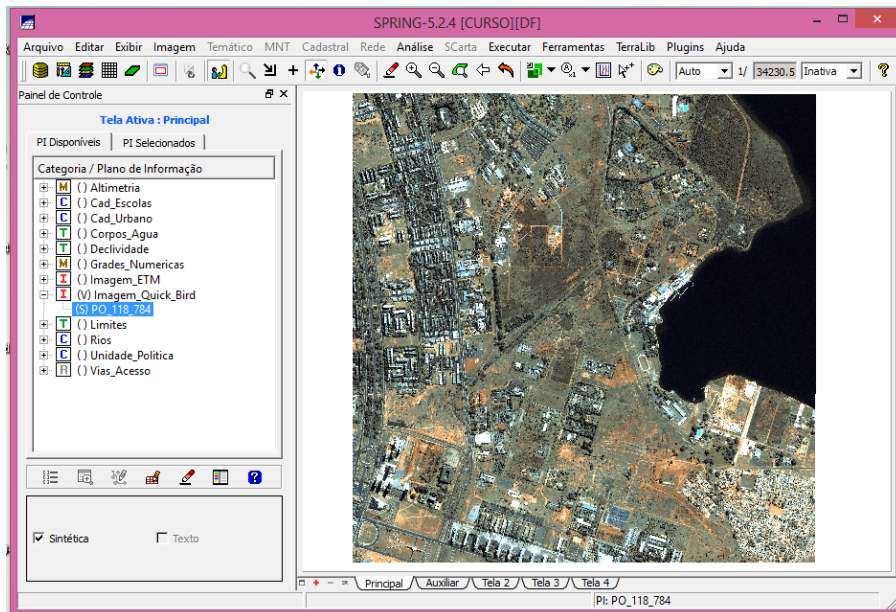 SPRING-5.2.4 [CURSO][DF]
Arquivo Editar Exibir Imagem Temático MNT Cadastral Rede Análise SCarta Executar Ferramentas TerraLib Plugins Ajuda
Auto 1/ 34230.5 Inativa
Painel de Controle
Tela Ativa : Principal
PI Disponíveis PI Selecionados
Categoria / Plano de Informação
M () Altimetria
C () Cad_Escolas
C () Cad_Urbano
T () Corpos_Agua
T () Declividade
M () Grades_Numericas
I () Imagem_ETM
I (V) Imagem_Quick_Bird
(S) PO_118_784
T () Limites
C () Rios
C () Unidade_Politica
R () Vias_Acesso
Sintética Texto
Principal Auxiliar Tela 2 Tela 3 Tela 4
PI: PO_118_784